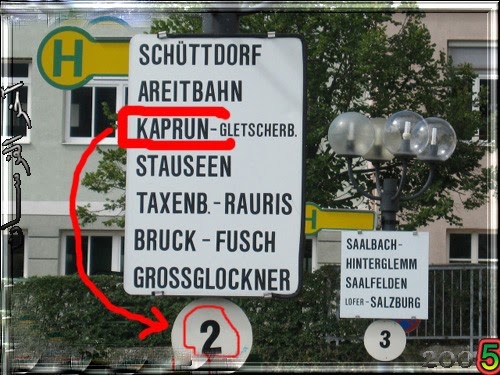 H
SCHÜTTDORF
AREITBAHN
KAPRUN-GLETSCHERB.
STAUSEEN
TAXENB.-RAURIS
BRUCK-FUSCH
GROSSGLOCKNER
2
H
SAALBACH-
HINTERGLEMM
SAALFELDEN
LOFER-SALZBURG
3
2005